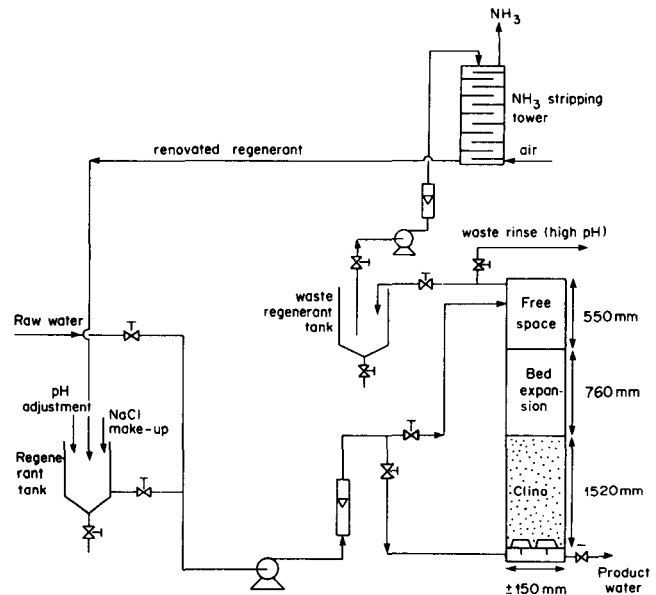 NH3
NH3 stripping
tower
air
renovated regenerant
waste rinse (high pH)
waste
regenerant
tank
Free
space
550mm
Raw water
Bed
expan-
sion
760mm
pH
adjustment
NaCl
make-up
Regene
rant
tank
Clino
1520mm
Product
water
±150mm